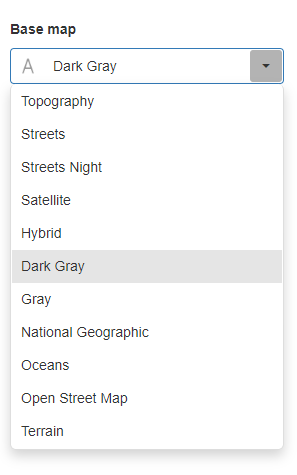 Base map
A Dark Gray
Topography
Streets
Streets Night
Satellite
Hybrid
Dark Gray
Gray
National Geographic
Oceans
Open Street Map
Terrain